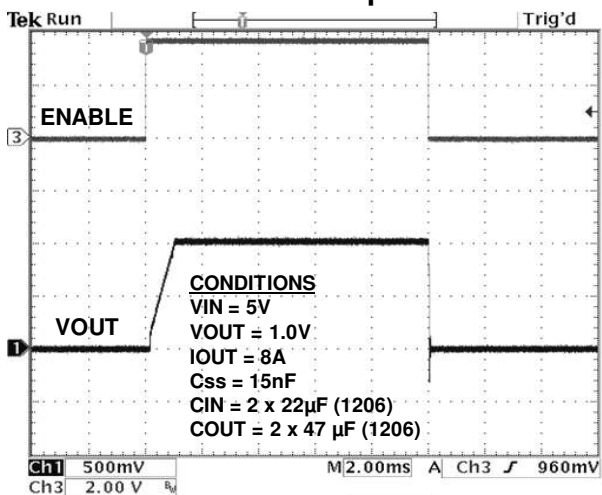 Tek Run Trig'd
1
ENABLE
3
CONDITIONS
VIN = 5V
VOUT = 1.0V
IOUT = 8A
Css = 15nF
CIN = 2 x 22µF (1206)
COUT = 2 x 47 µF (1206)
VOUT
1
Ch1 500mV M 2.00ms A Ch3 960mV
Ch3 2.00 V